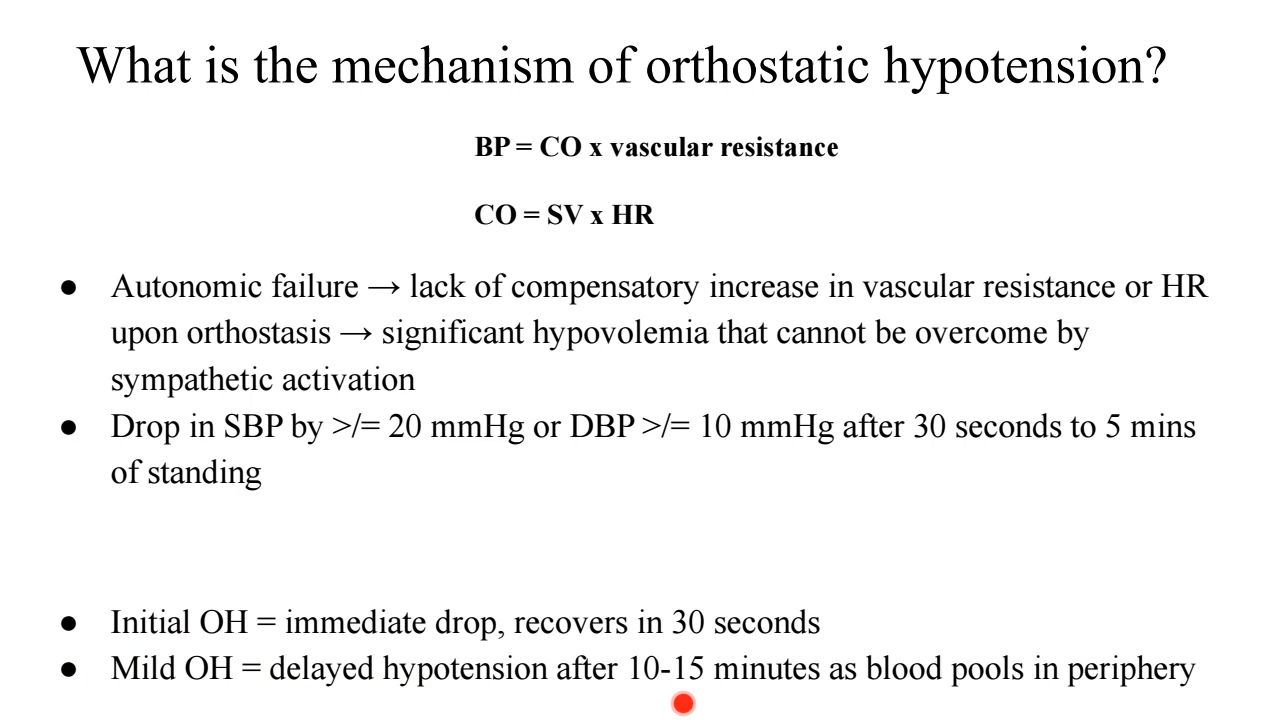 What is the mechanism of orthostatic hypotension?
BP = CO x vascular resistance
CO = SV x HR
● Autonomic failure → lack of compensatory increase in vascular resistance or HR
upon orthostasis → significant hypovolemia that cannot be overcome by
sympathetic activation
● Drop in SBP by >/= 20 mmHg or DBP >/= 10 mmHg after 30 seconds to 5 mins
of standing
● Initial OH = immediate drop, recovers in 30 seconds
● Mild OH = delayed hypotension after 10-15 minutes as blood pools in periphery